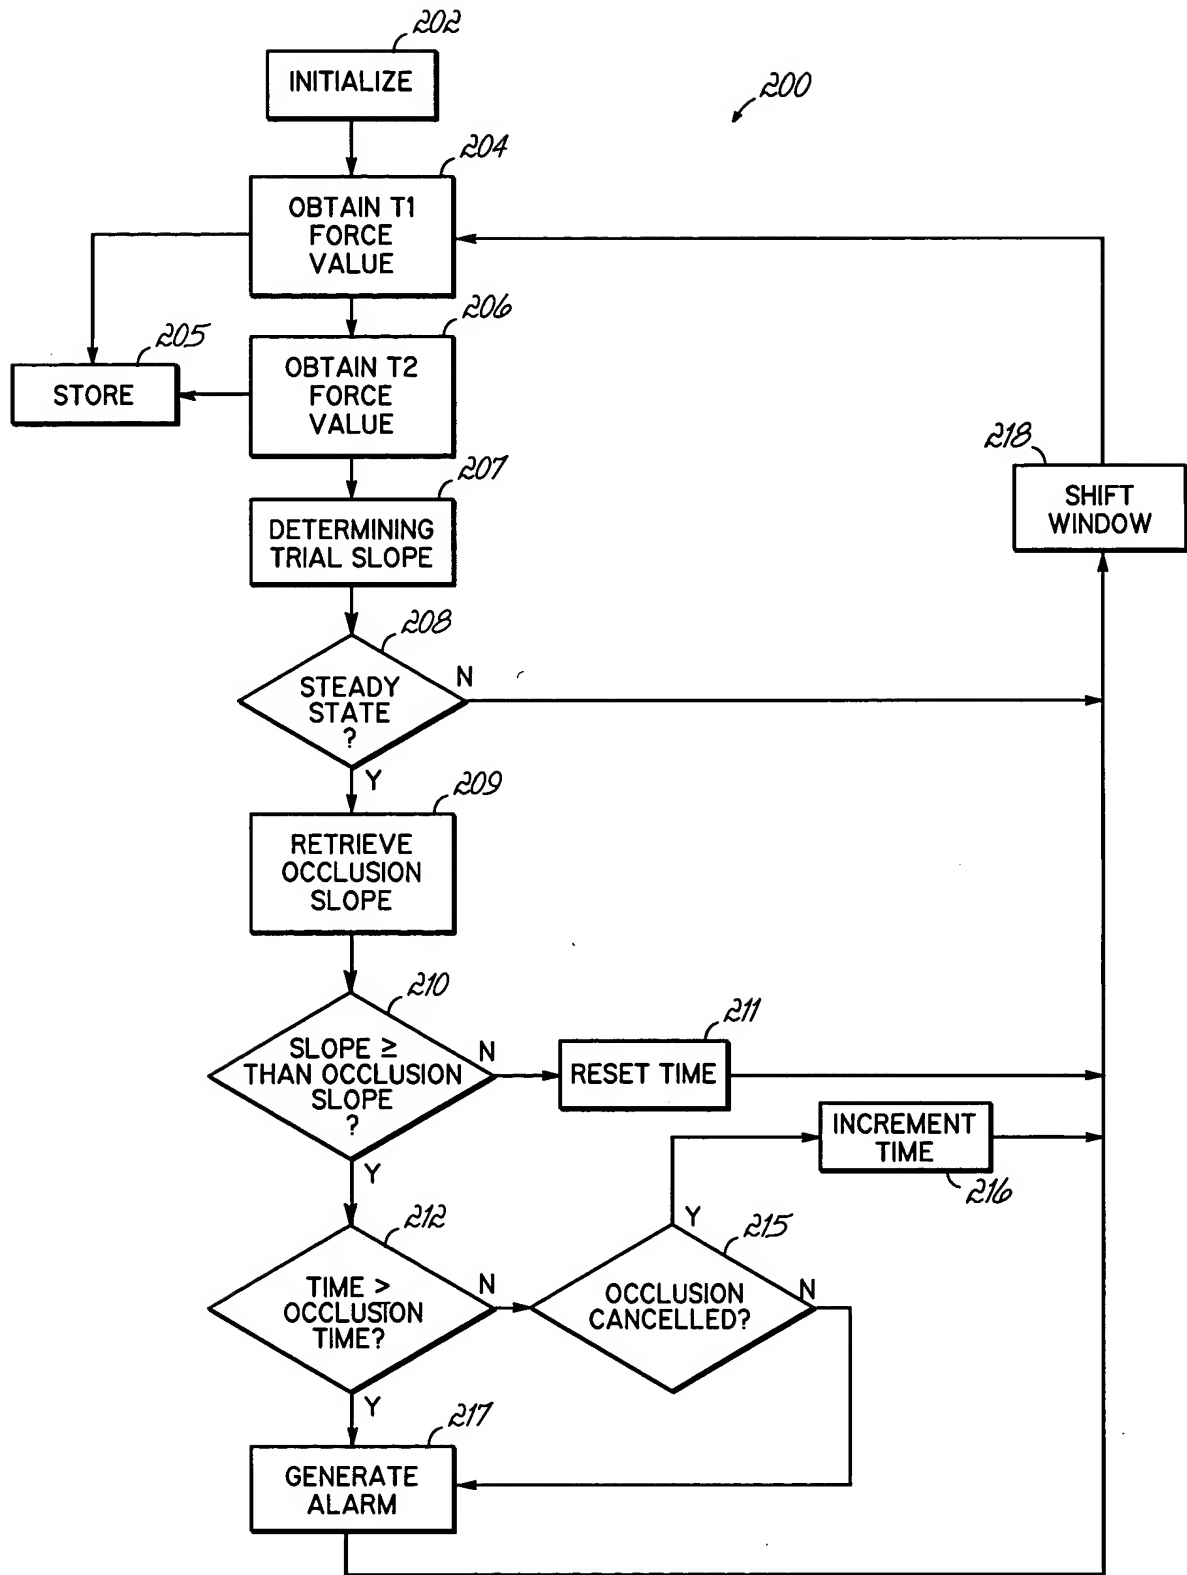 202
INITIALIZE
200
204
OBTAIN T1
FORCE
VALUE
206
205
OBTAIN T2
FORCE
VALUE
STORE
207
218
DETERMINING
TRIAL SLOPE
SHIFT
WINDOW
208
STEADY
STATE
?
N
Y
209
RETRIEVE
OCCLUSION
SLOPE
210
211
SLOPE ≥
THAN OCCLUSION
SLOPE
?
N
RESET TIME
Y
INCREMENT
TIME
216
212
215
TIME >
OCCLUSION
TIME?
N
Y
OCCLUSION
CANCELLED?
N
Y
217
GENERATE
ALARM